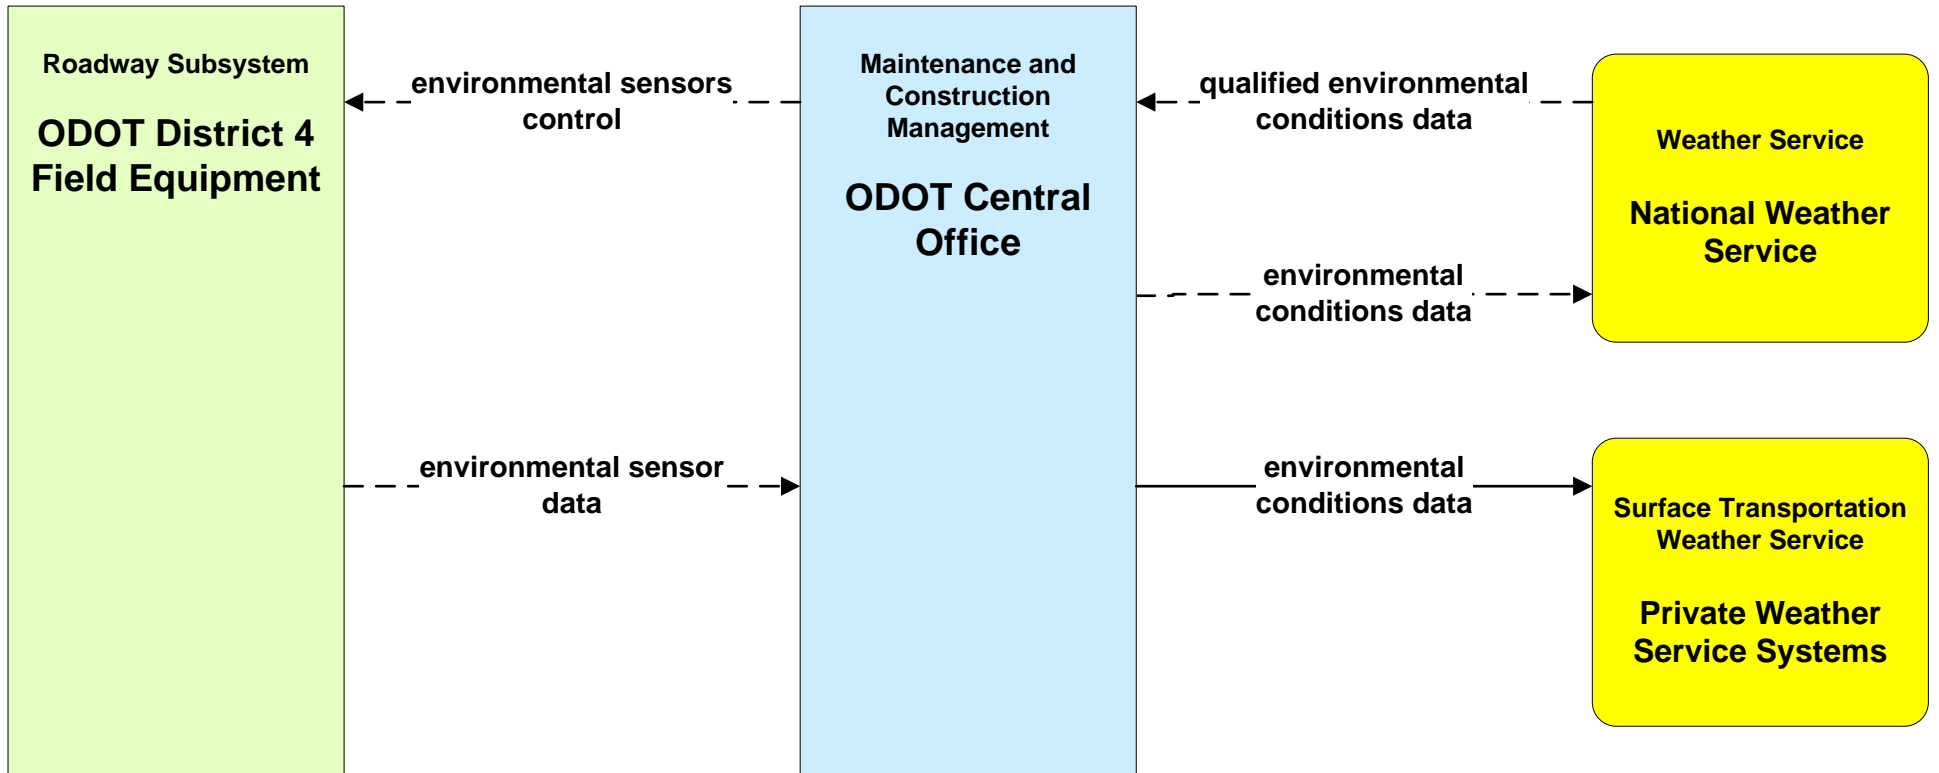 Roadway Subsystem
ODOT District 4
Field Equipment
environmental sensors
control
environmental sensor
data
Maintenance and
Construction
Management
ODOT Central
Office
qualified environmental
conditions data
environmental
conditions data
environmental
conditions data
Weather Service
National Weather
Service
Surface Transportation
Weather Service
Private Weather
Service Systems